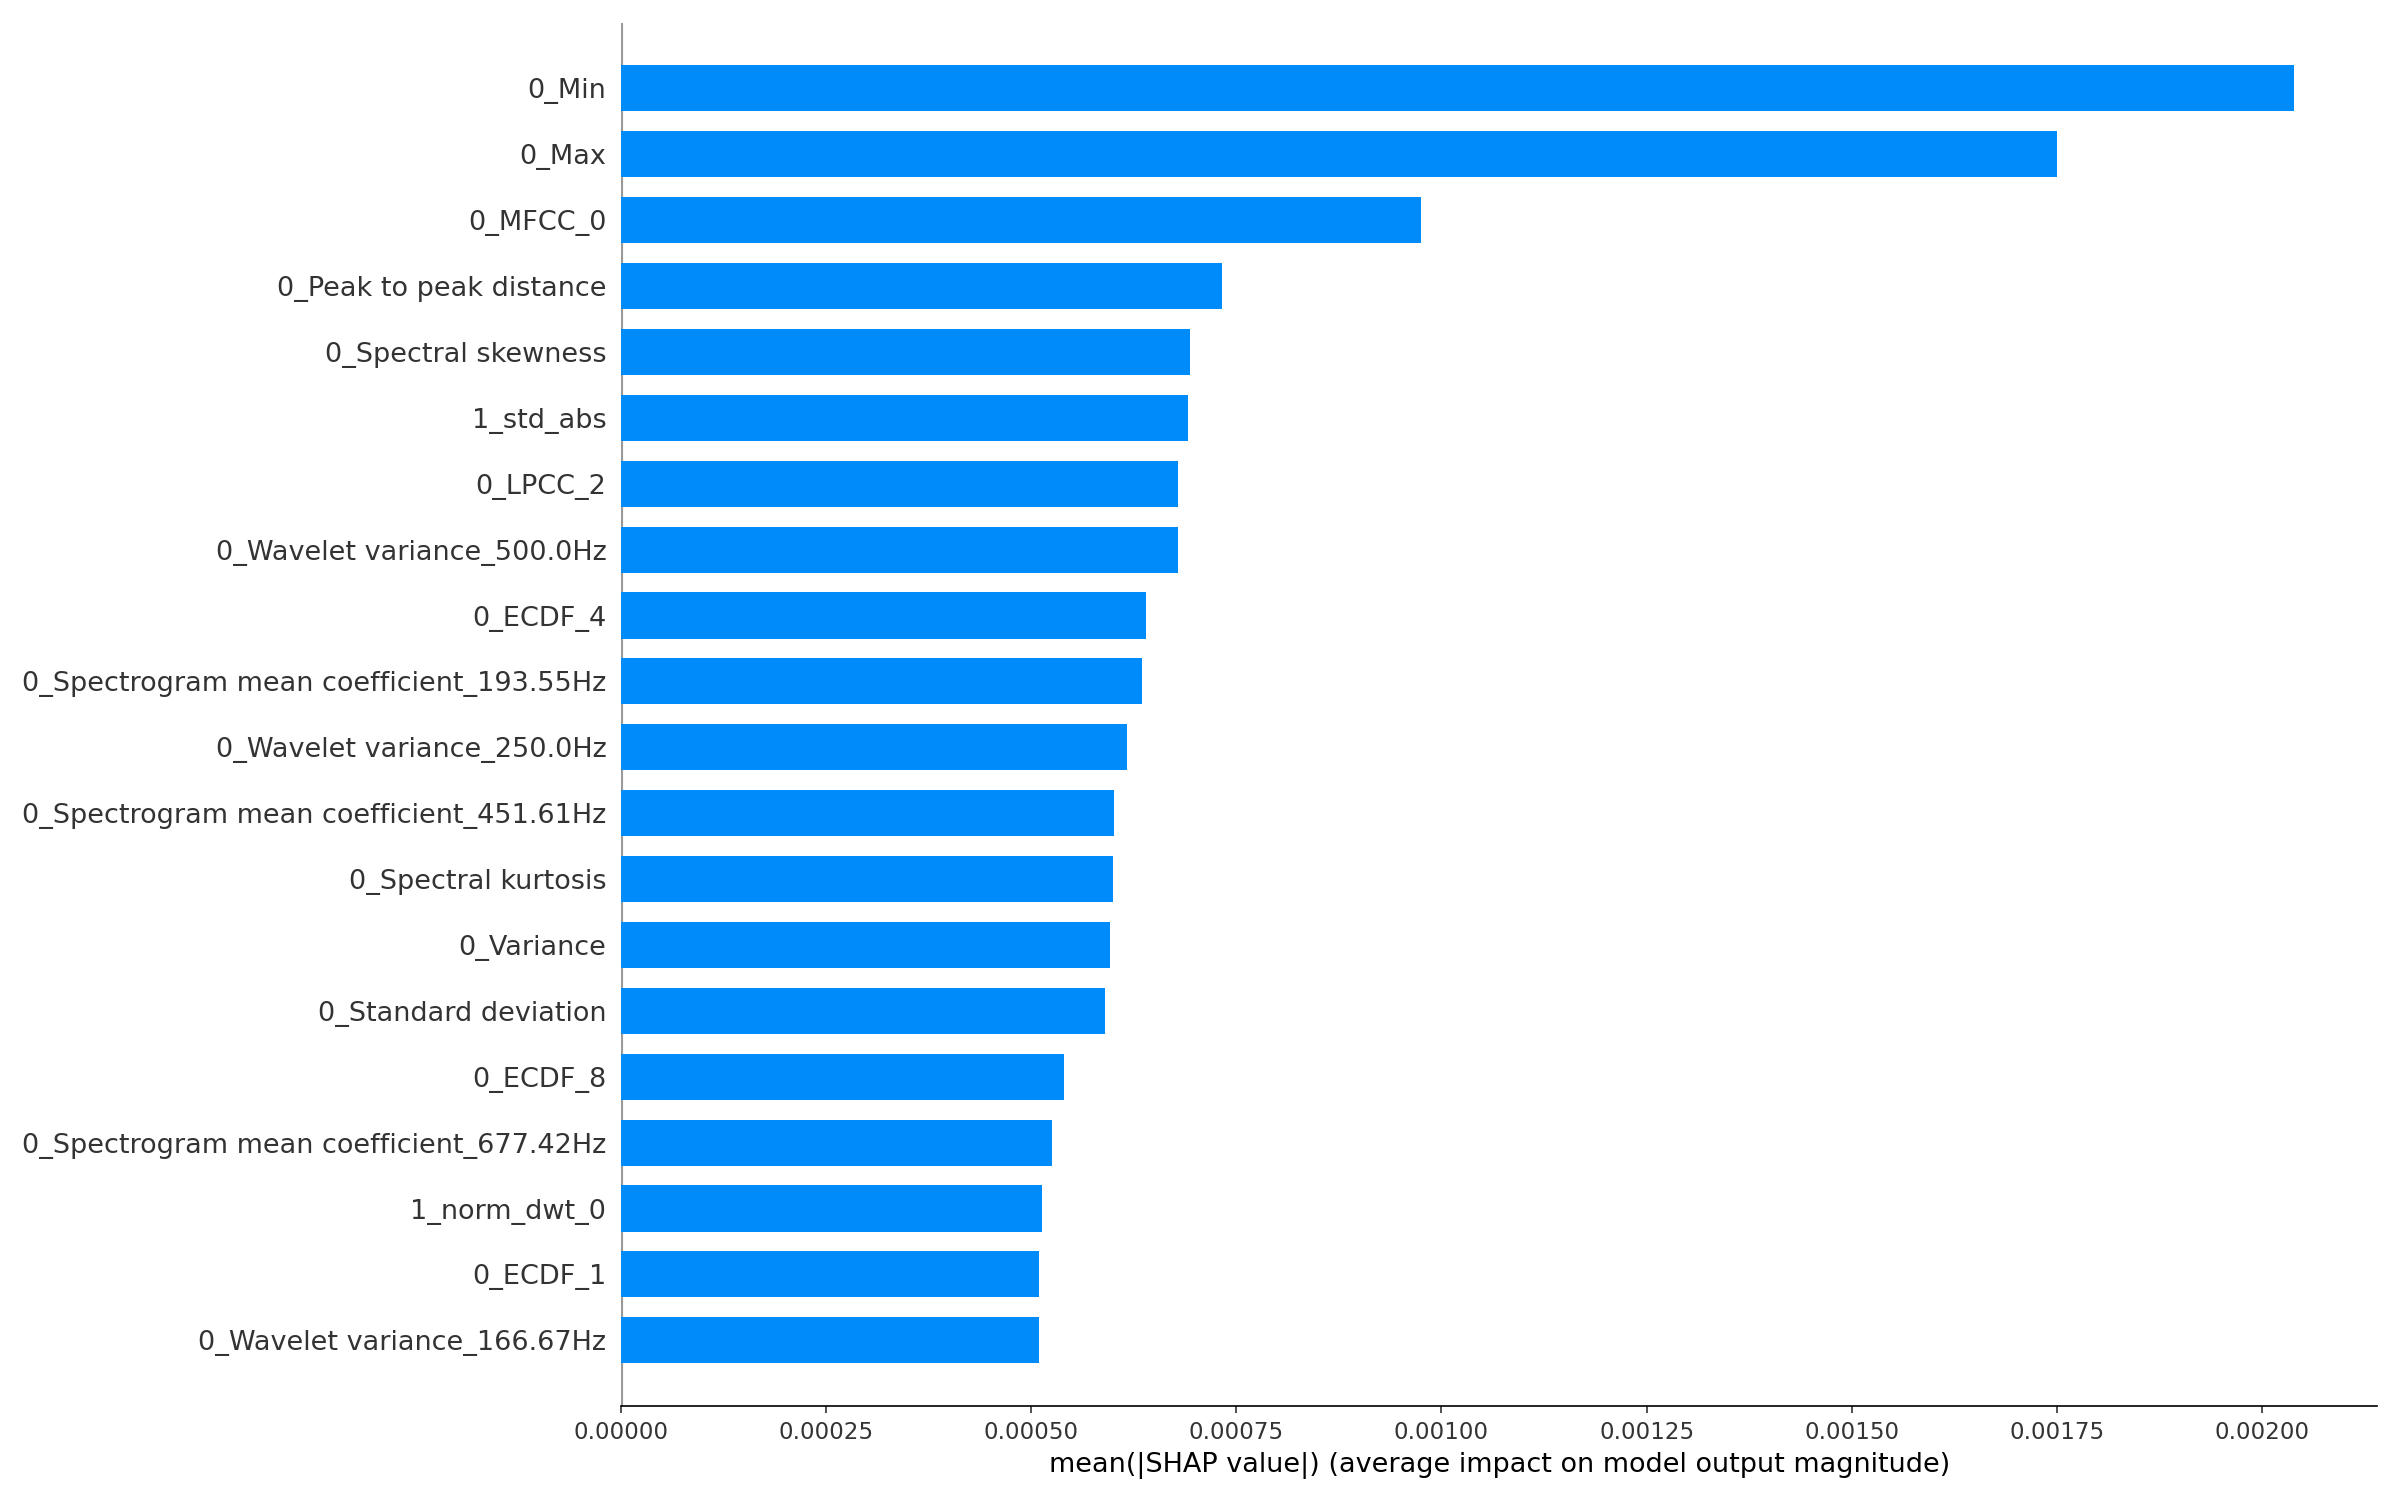 0_Min
0_Max
0_MFCC_0
0_Peak to peak distance
0_Spectral skewness
1_std_abs
0_LPCC_2
0_Wavelet variance_500.0Hz
0_ECDF_4
0_Spectrogram mean coefficient_193.55Hz
0_Wavelet variance_250.0Hz
0_Spectrogram mean coefficient_451.61Hz
0_Spectral kurtosis
0_Variance
0_Standard deviation
0_ECDF_8
0_Spectrogram mean coefficient_677.42Hz
1_norm_dwt_0
0_ECDF_1
0_Wavelet variance_166.67Hz
0.00000 0.00025 0.00050 0.00075 0.00100 0.00125 0.00150 0.00175 0.00200
mean(|SHAP value|) (average impact on model output magnitude)